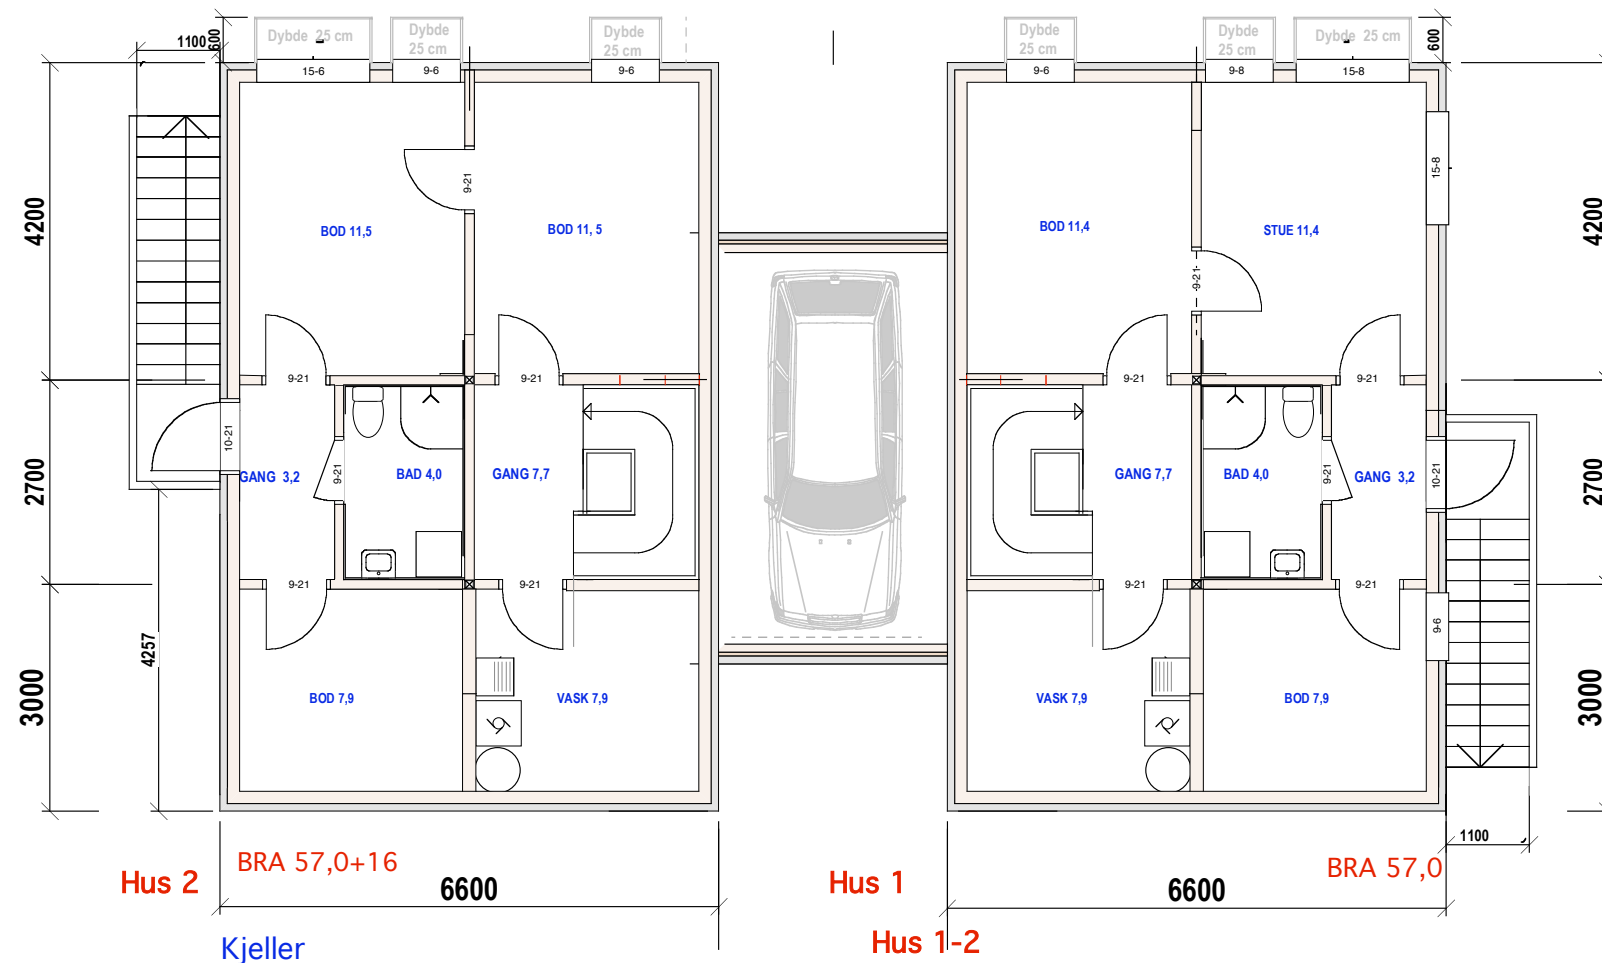 1100
600
Dybde 25 cm
Dybde
25 cm
Dybde
25 cm
Dybde
25 cm
Dybde
25 cm
Dybde 25 cm
600
15-6
9-6
9-6
9-6
9-8
15-8
4200
BOD 11,5
9-21
BOD 11, 5
BOD 11,4
9-21
STUE 11,4
15-8
4200
9-21
9-21
9-21
9-21
2700
10-21
GANG 3,2
9-21
BAD 4,0
GANG 7,7
GANG 7,7
BAD 4,0
9-21
GANG 3,2
10-21
2700
9-21
9-21
9-21
9-21
4257
9-6
3000
BOD 7,9
VASK 7,9
VASK 7,9
BOD 7,9
3000
1100
Hus 2
BRA 57,0+16
6600
Hus 1
6600
BRA 57,0
Kjeller
Hus 1-2